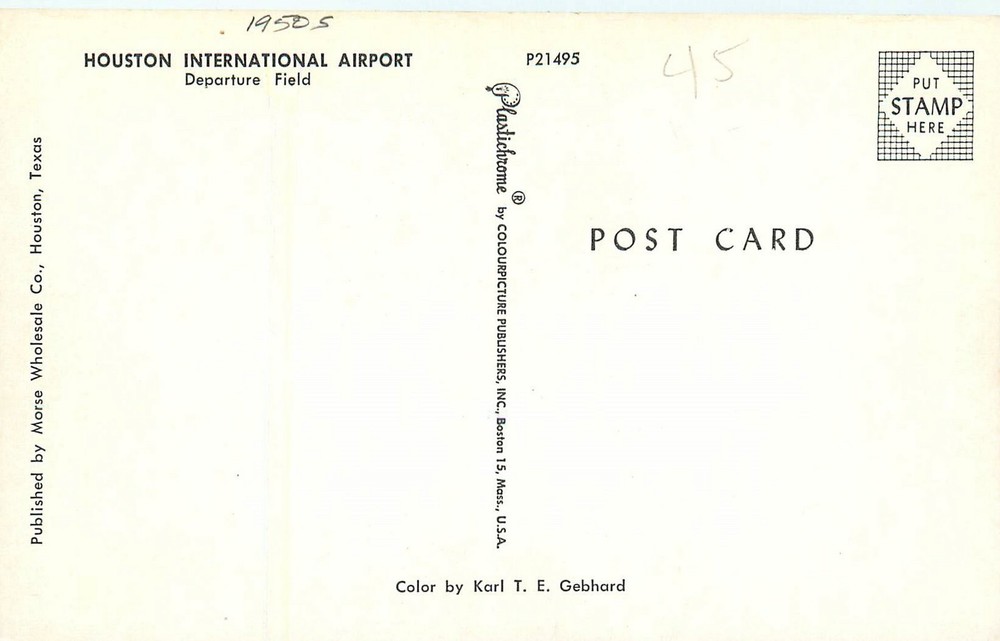 1950s
HOUSTON INTERNATIONAL AIRPORT
Departure Field
P21495
45
PUT
STAMP
HERE
Published by Morse Wholesale Co., Houston, Texas
Plastichrome ® by COLOURPICTURE PUBLISHERS, INC., Boston 15, Mass., U.S.A.
POST CARD
Color by Karl T. E. Gebhard